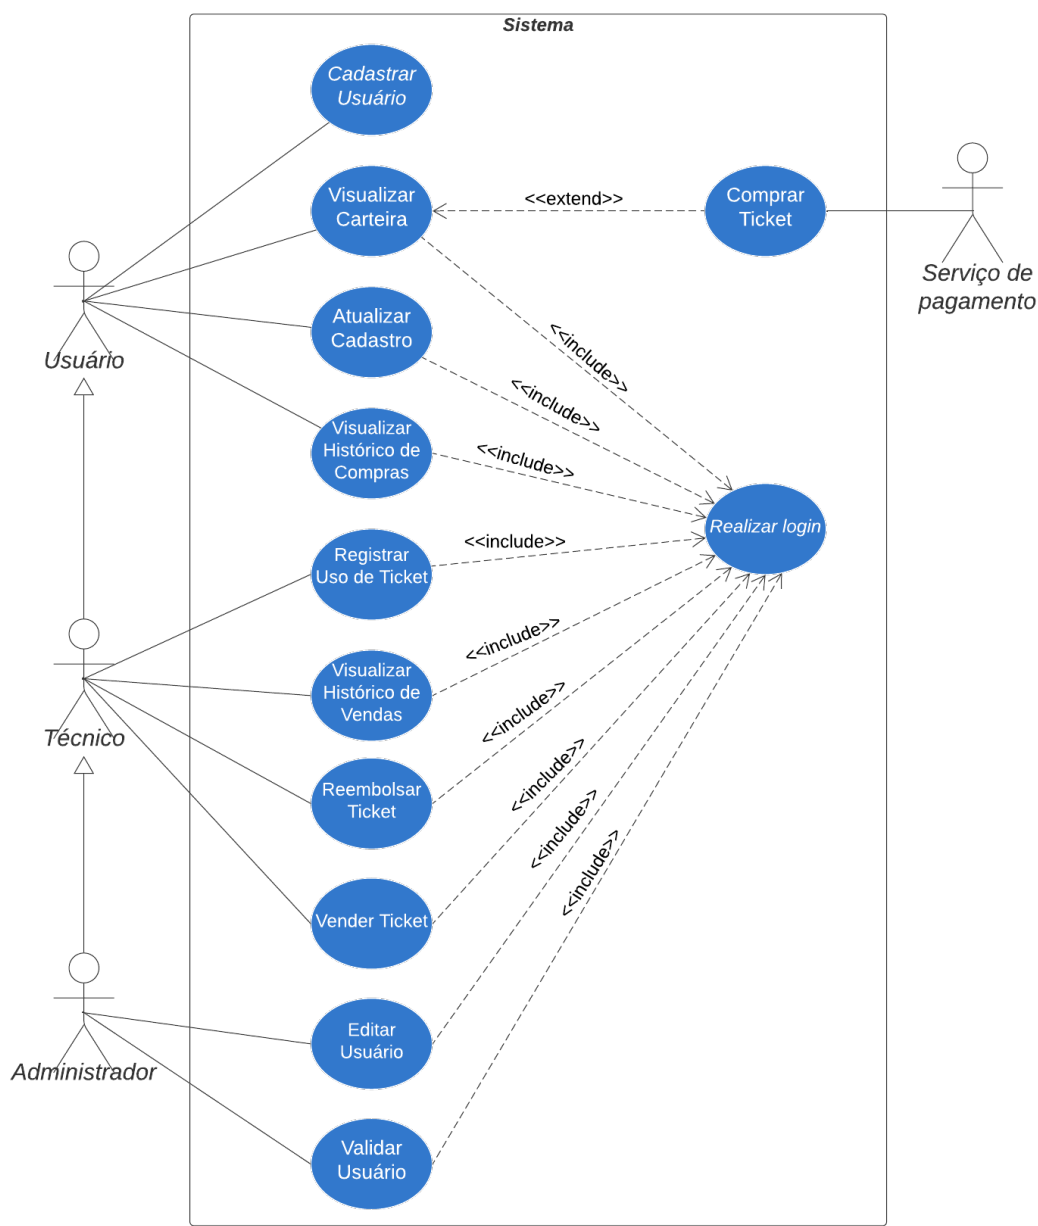 Sistema
Cadastrar
Usuário
Visualizar
Carteira
<<extend>>
Comprar
Ticket
Serviço de
pagamento
Usuário
Atualizar
Cadastro
<<include>>
<<include>>
Visualizar
Histórico de
Compras
<<include>>
Realizar login
Registrar
Uso de Ticket
<<include>>
Técnico
Visualizar
Histórico de
Vendas
<<include>>
Reembolsar
Ticket
<<include>>
Vender Ticket
<<include>>
<<include>>
<<include>>
Administrador
Editar
Usuário
Validar
Usuário